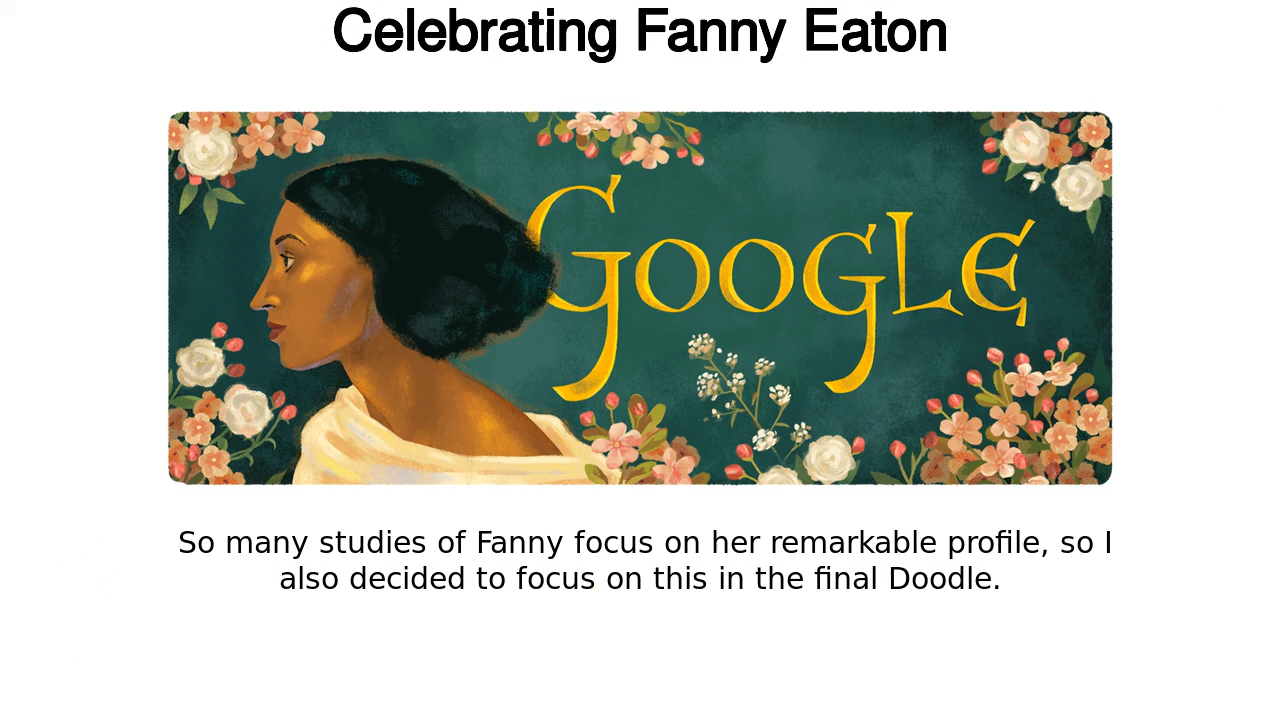 Celebrating Fanny Eaton
GOOGLE
So many studies of Fanny focus on her remarkable profile, so I
also decided to focus on this in the final Doodle.